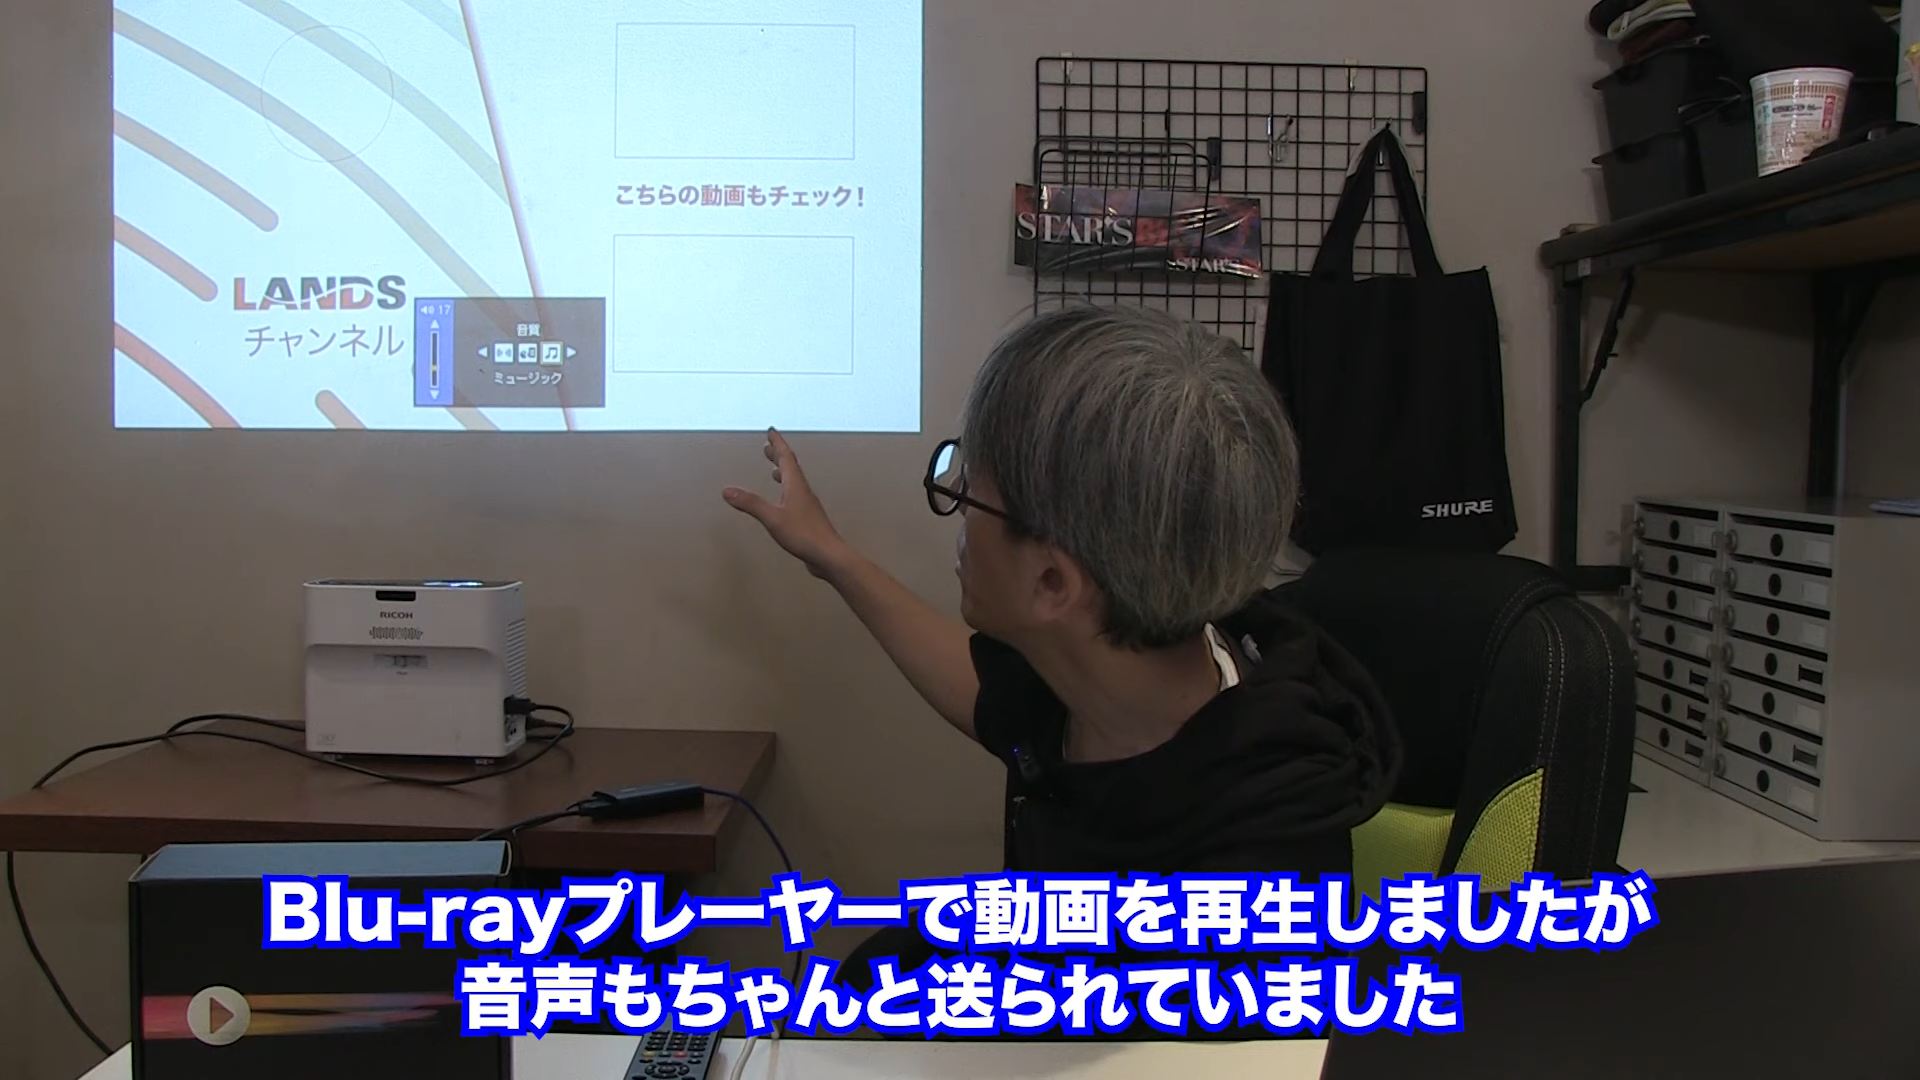 こちらの動画もチェック!
LANDS
チャンネル
17
音質
ミュージック
STAR'S
STAR'S
SHURE
RICOH
Blu-rayプレーヤーで動画を再生しましたが
音声もちゃんと送られていました